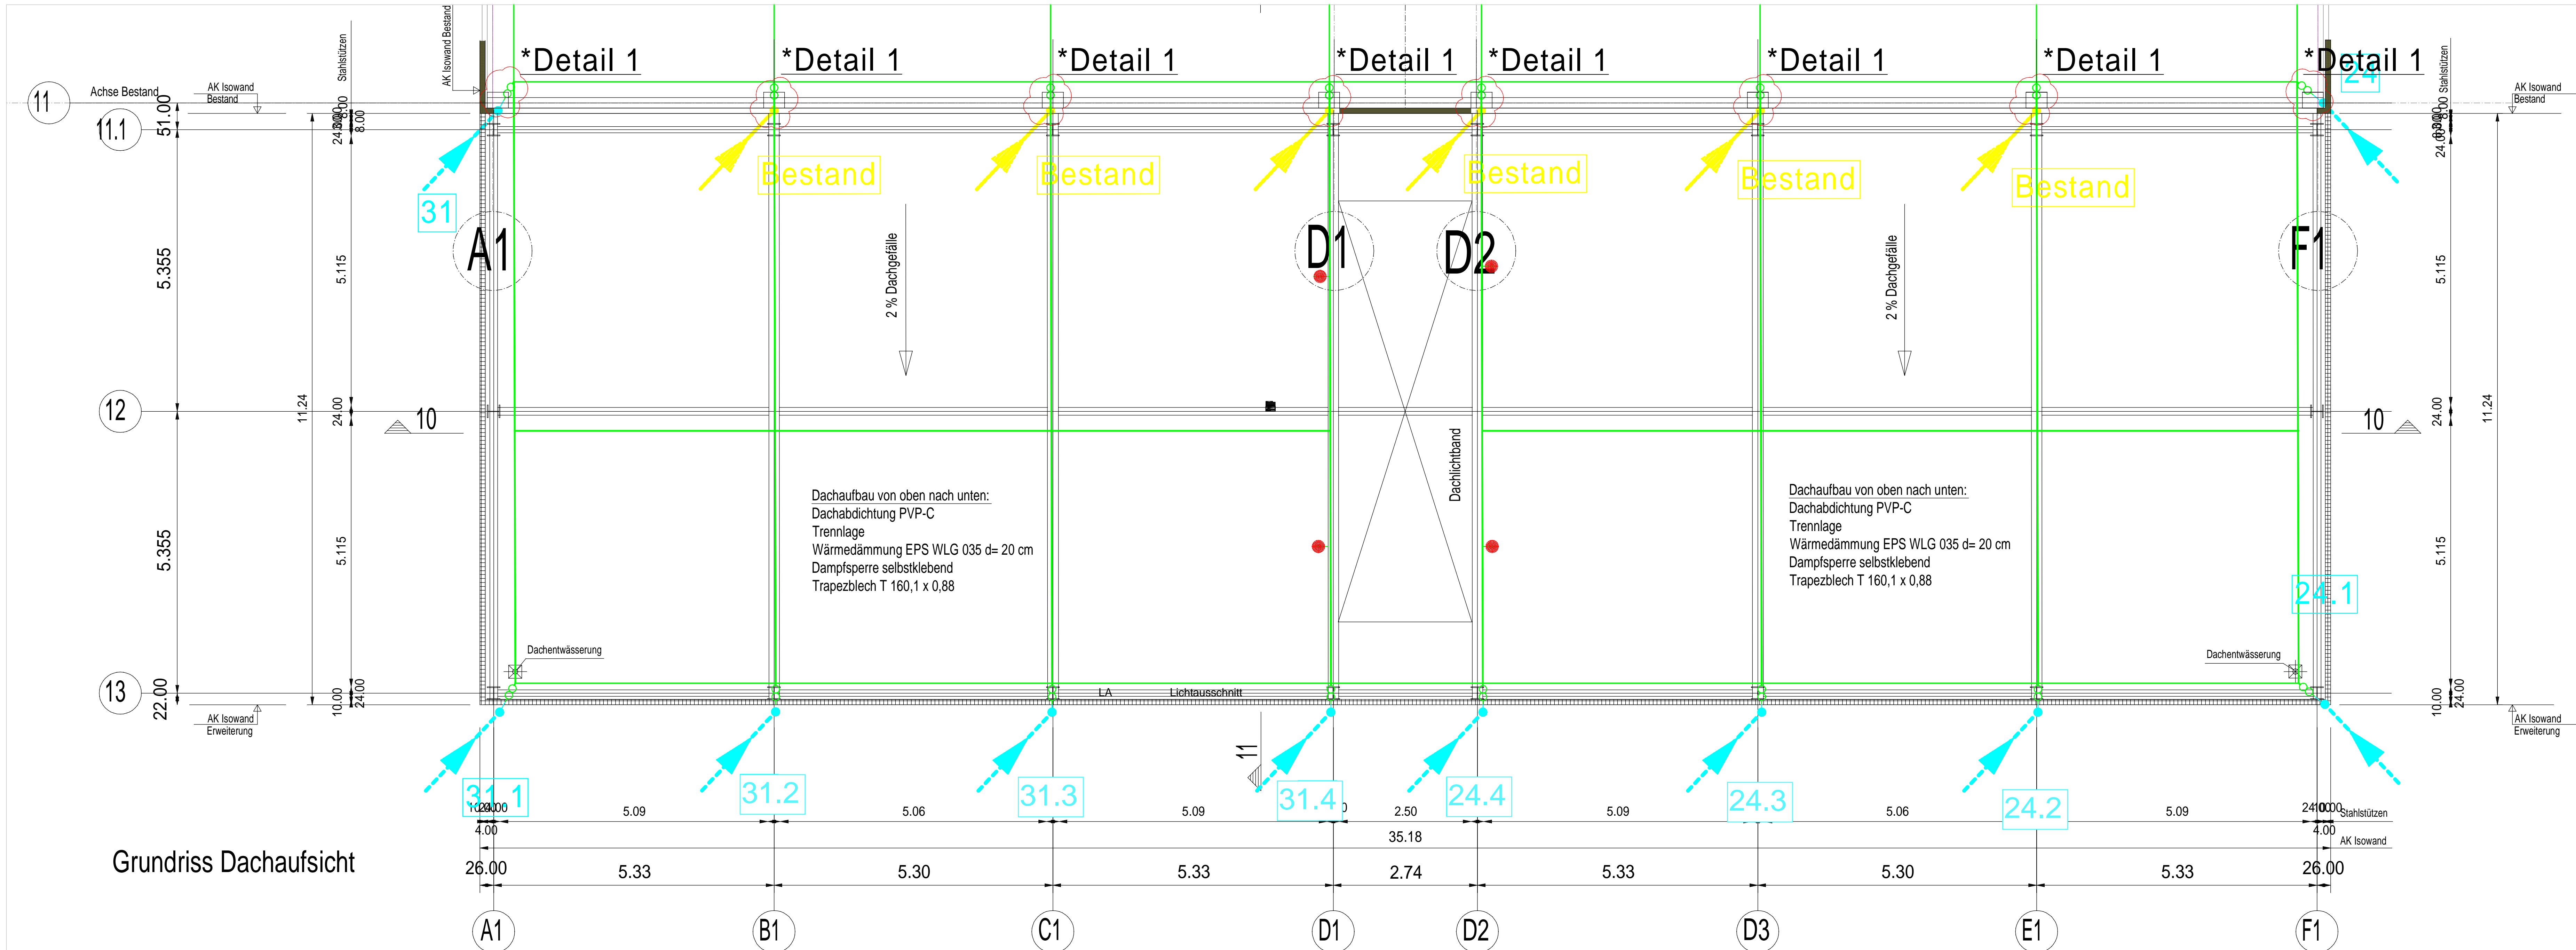 AK Isowand Bestand
Stahlstützen
*Detail 1
*Detail 1
*Detail 1
*Detail 1
*Detail 1
*Detail 1
*Detail 1
*Detail 1
24
Stahlstützen
11
Achse Bestand
AK Isowand
Bestand
AK Isowand
Bestand
11.1
51.00
8.00
24.00
8.00
8.00
24.00
31
Bestand
Bestand
Bestand
Bestand
Bestand
A1
D1
D2
F1
5.355
5.115
2 % Dachgefälle
2 % Dachgefälle
5.115
12
11.24
24.00
10
10
24.00
11.24
Dachlichtband
Dachaufbau von oben nach unten:
Dachabdichtung PVP-C
Trennlage
Wärmedämmung EPS WLG 035 d= 20 cm
Dampfsperre selbstklebend
Trapezblech T 160,1 x 0,88
Dachaufbau von oben nach unten:
Dachabdichtung PVP-C
Trennlage
Wärmedämmung EPS WLG 035 d= 20 cm
Dampfsperre selbstklebend
Trapezblech T 160,1 x 0,88
5.355
5.115
5.115
24.1
Dachentwässerung
Dachentwässerung
13
22.00
10.00
24.00
LA
Lichtausschnitt
10.00
24.00
AK Isowand
Erweiterung
AK Isowand
Erweiterung
11
31.1
31.2
31.3
31.4
24.4
24.3
24.2
5.09
5.06
5.09
2.50
5.09
5.06
5.09
Stahlstützen
4.00
4.00
35.18
AK Isowand
Grundriss Dachaufsicht
26.00
5.33
5.30
5.33
2.74
5.33
5.30
5.33
26.00
A1
B1
C1
D1
D2
D3
E1
F1